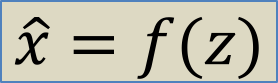 x̂ = f(z)